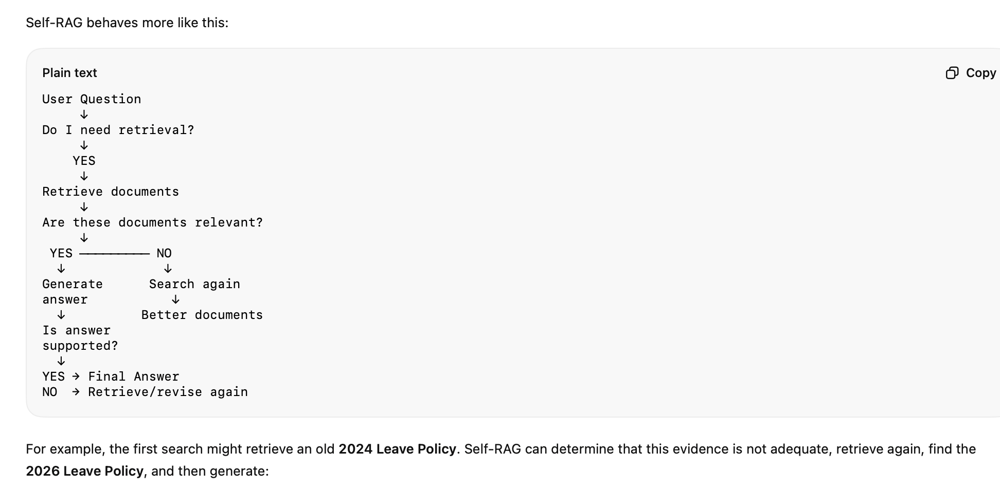 Self-RAG behaves more like this:
Plain text
Copy
User Question
↓
Do I need retrieval?
↓
YES
↓
Retrieve documents
↓
Are these documents relevant?
↓
YES ───────── NO
↓ ↓
Generate Search again
answer ↓
↓ Better documents
Is answer
supported?
↓
YES → Final Answer
NO → Retrieve/revise again
For example, the first search might retrieve an old 2024 Leave Policy. Self-RAG can determine that this evidence is not adequate, retrieve again, find the
2026 Leave Policy, and then generate: